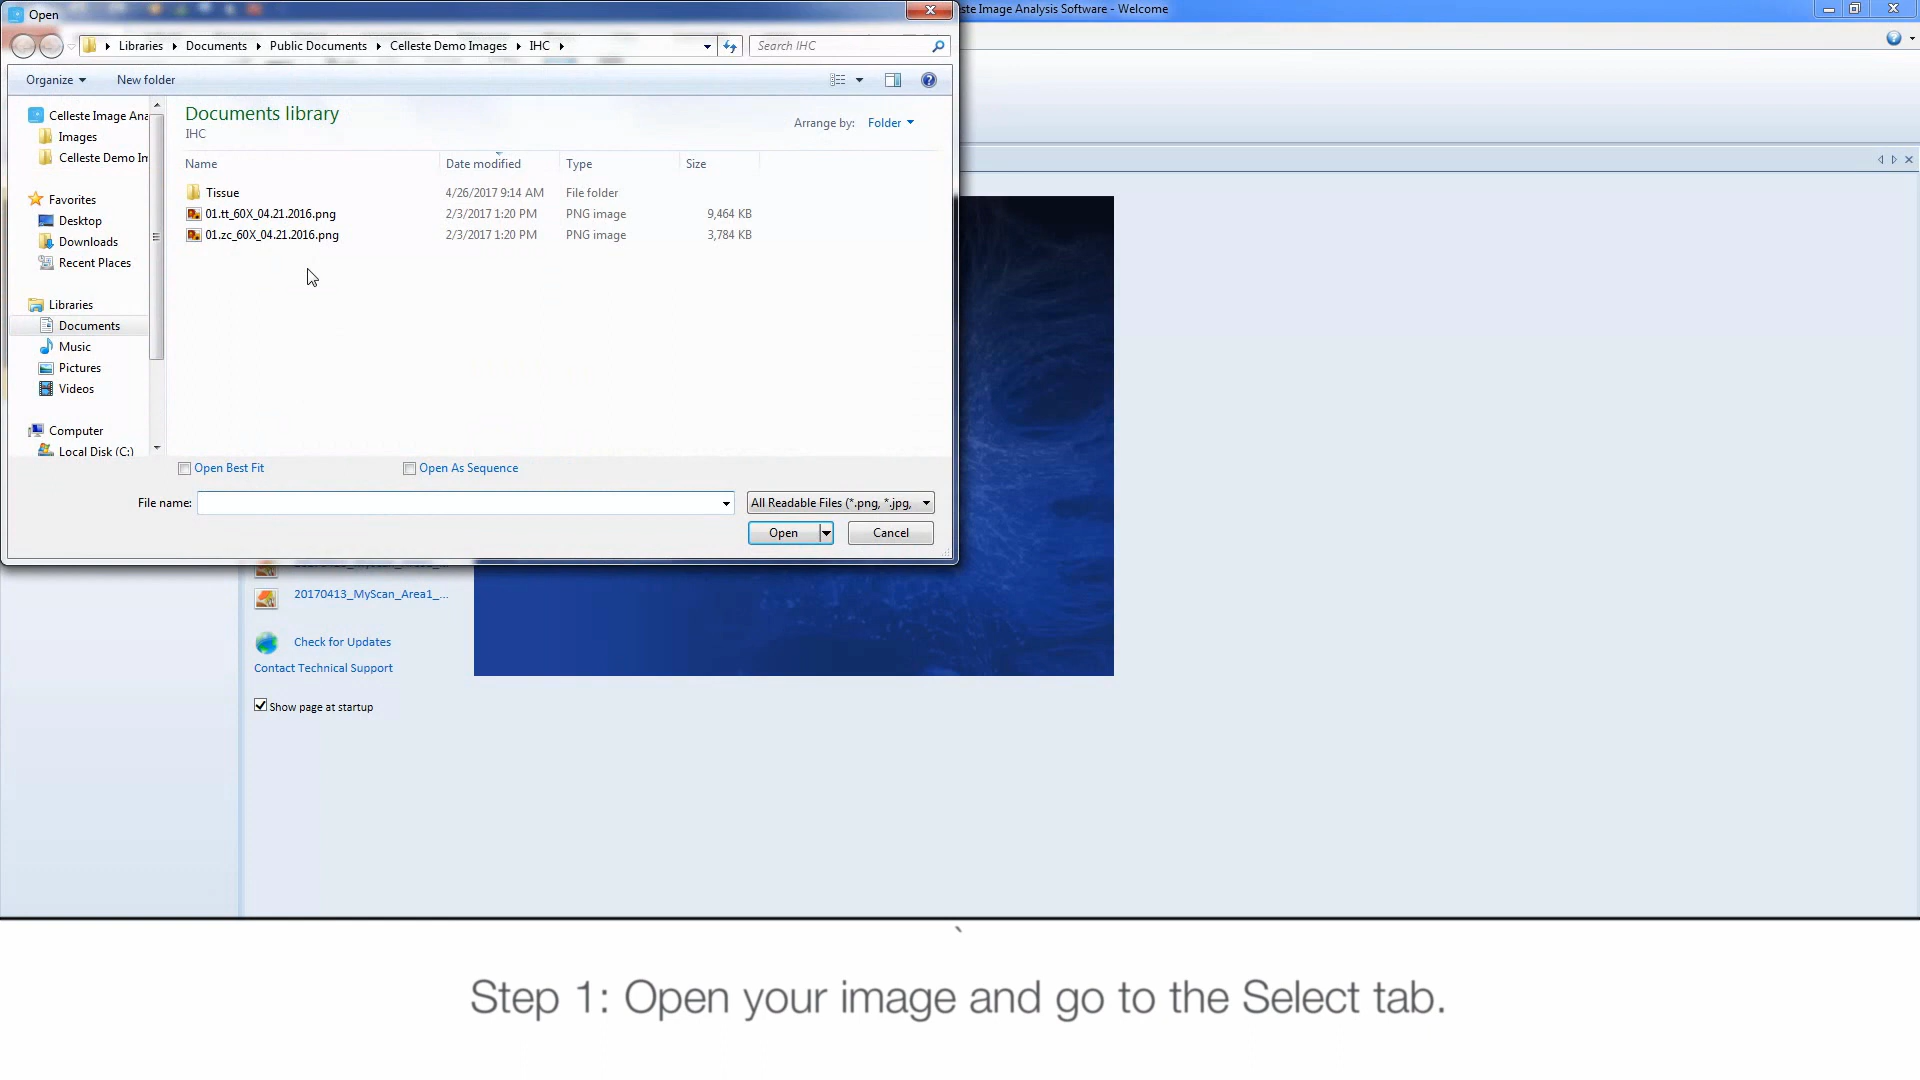 Open
ste Image Analysis Software - Welcome
Libraries Documents Public Documents Celleste Demo Images IHC
Search IHC
Organize New folder
Celleste Image Ana
Images
Celleste Demo In
Favorites
Desktop
Downloads
Recent Places
Libraries
Documents
Music
Pictures
Videos
Computer
Local Disk (C:)
Documents library
IHC
Arrange by: Folder
Name Date modified Type Size
Tissue 4/26/2017 9:14 AM File folder
01.tt_60X_04.21.2016.png 2/3/2017 1:20 PM PNG image 9,464 KB
01.zc_60X_04.21.2016.png 2/3/2017 1:20 PM PNG image 3,784 KB
Open Best Fit Open As Sequence
File name: All Readable Files (*.png, *.jpg,
Open Cancel
20170413_MyScan_Area1_...
Check for Updates
Contact Technical Support
Show page at startup
`
Step 1: Open your image and go to the Select tab.